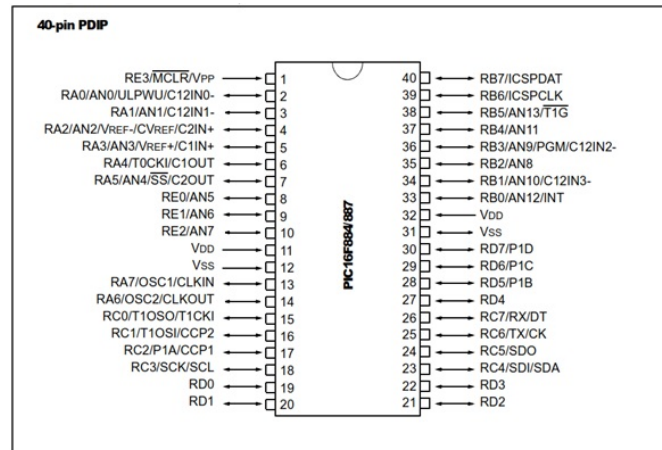 40-pin PDIP
RE3/MCLR/VPP 1 40 RB7/ICSPDAT
RA0/AN0/ULPWU/C12IN0- 2 39 RB6/ICSPCLK
RA1/AN1/C12IN1- 3 38 RB5/AN13/T1G
RA2/AN2/VREF-/CVREF/C2IN+ 4 37 RB4/AN11
RA3/AN3/VREF+/C1IN+ 5 36 RB3/AN9/PGM/C12IN2-
RA4/T0CKI/C1OUT 6 35 RB2/AN8
RA5/AN4/SS/C2OUT 7 34 RB1/AN10/C12IN3-
RE0/AN5 8 33 RB0/AN12/INT
RE1/AN6 9 32 VDD
RE2/AN7 10 31 VSS
VDD 11 30 RD7/P1D
VSS 12 29 RD6/P1C
RA7/OSC1/CLKIN 13 28 RD5/P1B
RA6/OSC2/CLKOUT 14 27 RD4
RC0/T1OSO/T1CKI 15 26 RC7/RX/DT
RC1/T1OSI/CCP2 16 25 RC6/TX/CK
RC2/P1A/CCP1 17 24 RC5/SDO
RC3/SCK/SCL 18 23 RC4/SDI/SDA
RD0 19 22 RD3
RD1 20 21 RD2
PIC16F884/887